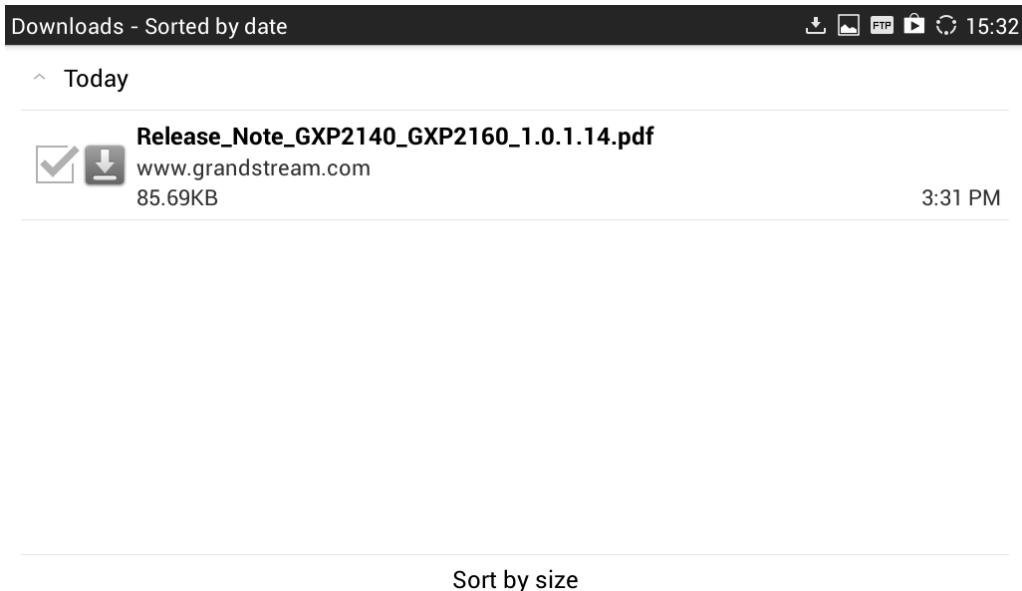 Downloads - Sorted by date FTP 15:32
Today
Release_Note_GXP2140_GXP2160_1.0.1.14.pdf
www.grandstream.com
85.69KB 3:31 PM
Sort by size